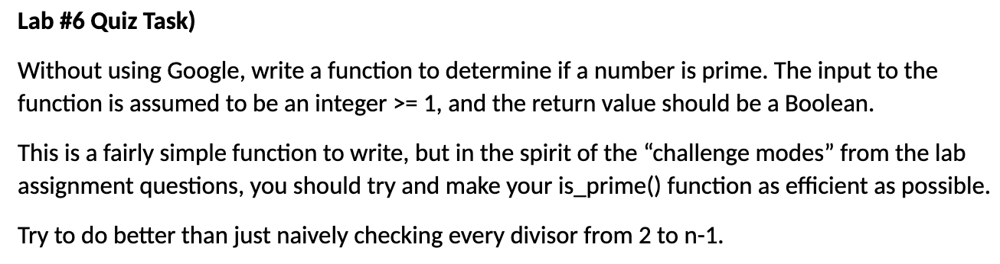 Lab #6 Quiz Task)
Without using Google, write a function to determine if a number is prime. The input to the
function is assumed to be an integer >= 1, and the return value should be a Boolean.
This is a fairly simple function to write, but in the spirit of the “challenge modes” from the lab
assignment questions, you should try and make your is_prime() function as efficient as possible.
Try to do better than just naively checking every divisor from 2 to n-1.